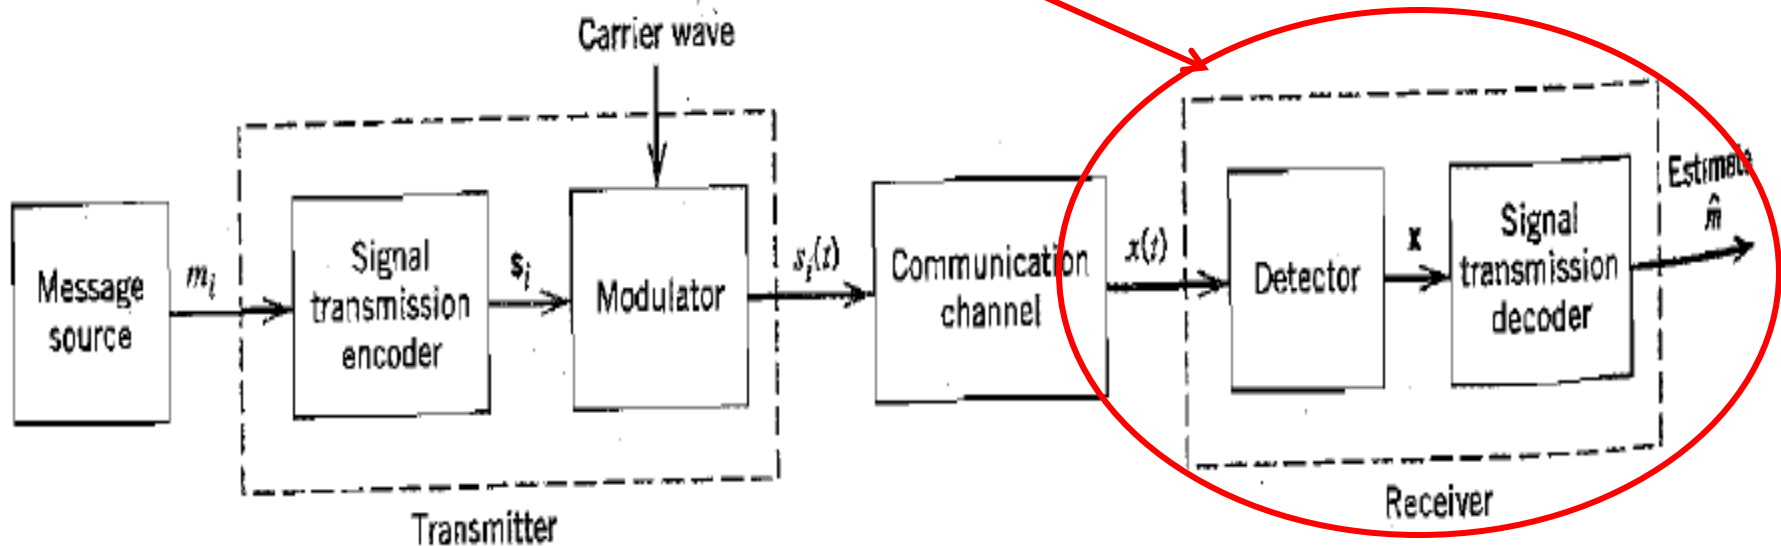 Carrier wave
Message
source
m_i
Signal
transmission
encoder
s_i
Modulator
s_i(t)
Communication
channel
x(t)
Detector
x
Signal
transmission
decoder
Estimate
m̂
Transmitter
Receiver